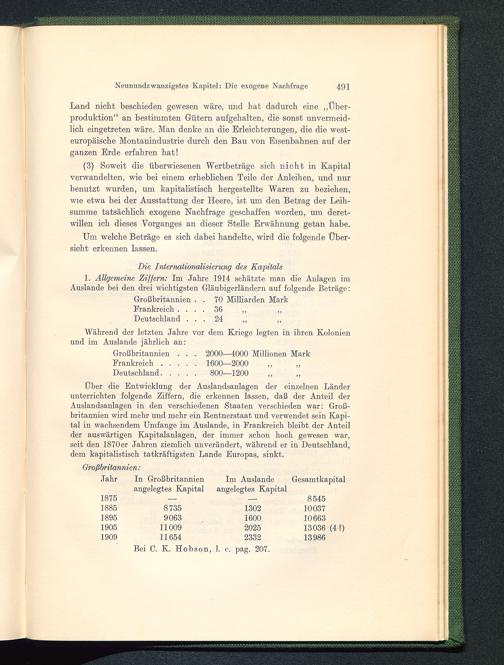 Neunundzwanzigstes Kapitel: Die exogene Nachfrage 491
Land nicht beschieden gewesen wäre, und hat dadurch eine „Über-
produktion“ an bestimmten Gütern aufgehalten, die sonst unvermeid-
lich eingetreten wäre. Man denke an die Erleichterungen, die die west-
europäische Montanindustrie durch den Bau von Eisenbahnen auf der
ganzen Erde erfahren hat!
(3) Soweit die überwiesenen Wertbeträge sich nicht in Kapital
verwandelten, wie bei einem erheblichen Teile der Anleihen, und nur
benutzt wurden, um kapitalistisch hergestellte Waren zu beziehen,
wie etwa bei der Ausstattung der Heere, ist um den Betrag der Leih-
summe tatsächlich exogene Nachfrage geschaffen worden, um deret-
willen ich dieses Vorganges an dieser Stelle Erwähnung getan habe.
Um welche Beträge es sich dabei handelte, wird die folgende Über-
sicht erkennen lassen.
Die Internationalisierung des Kapitals
1. Allgemeine Ziffern: Im Jahre 1914 schätzte man die Anlagen im
Auslande bei den drei wichtigsten Gläubigerländern auf folgende Beträge:
Großbritannien . . 70 Milliarden Mark
Frankreich . . . . 36 „ „
Deutschland . . . 24 „ „
Während der letzten Jahre vor dem Kriege legten in ihren Kolonien
und im Auslande jährlich an:
Großbritannien . . . 2000—4000 Millionen Mark
Frankreich . . . . . 1600—2000 „ „
Deutschland. . . . . 800—1200 „ „
Über die Entwicklung der Auslandsanlagen der einzelnen Länder
unterrichten folgende Ziffern, die erkennen lassen, daß der Anteil der
Auslandsanlagen in den verschiedenen Staaten verschieden war: Groß-
britannien wird mehr und mehr ein Rentnerstaat und verwendet sein Kapi-
tal in wachsendem Umfange im Auslande, in Frankreich bleibt der Anteil
der auswärtigen Kapitalanlagen, der immer schon hoch gewesen war,
seit den 1870er Jahren ziemlich unverändert, während er in Deutschland,
dem kapitalistisch tatkräftigsten Lande Europas, sinkt.
Großbritannien:
Jahr In Großbritannien Im Auslande Gesamtkapital
angelegtes Kapital angelegtes Kapital
1875 — — 8545
1885 8735 1302 10037
1895 9063 1600 10663
1905 11009 2025 13036 (4?)
1909 11654 2332 13986
Bei C. K. Hobson, l. c. pag. 207.